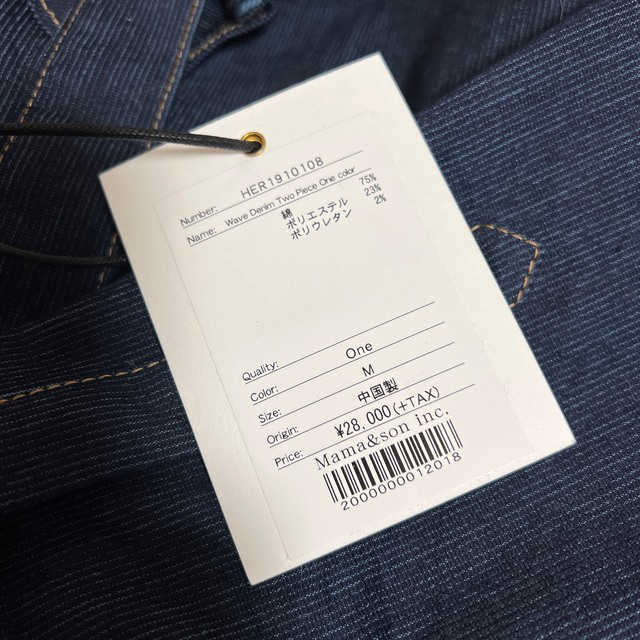 Number: HER1910108
Name: Wave Denim Two Piece One color
綿 75%
ポリエステル 23%
ポリウレタン 2%
Quality:
Color: One
Size: M
Origin: 中国製
Price: ¥28,000(+TAX)
Mama&son inc.
2000000012018